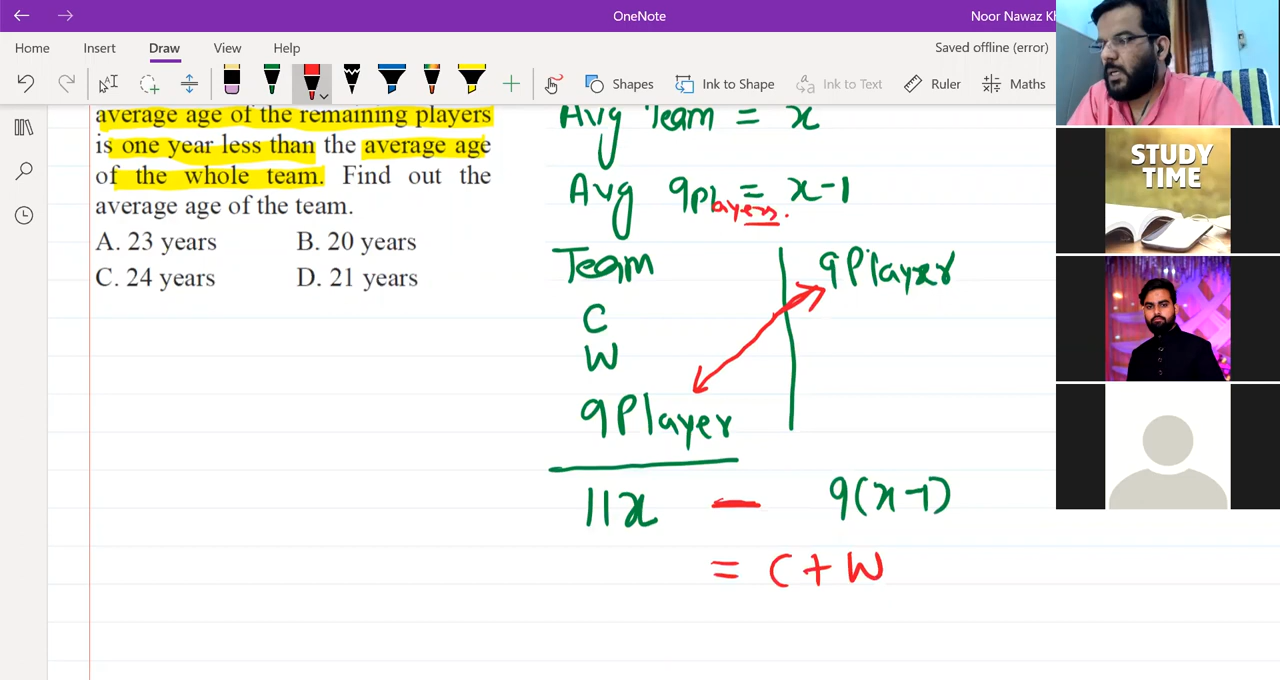 OneNote
Noor Nawaz Kh
Home Insert Draw View Help
Saved offline (error)
Shapes Ink to Shape Ink to Text Ruler Maths
average age of the remaining players
is one year less than the average age
of the whole team. Find out the
average age of the team.
A. 23 years B. 20 years
C. 24 years D. 21 years
Avg Team = x
Avg 9players. = x-1
Team 9Player
C
W
9Player
11x - 9(x-1)
= C + W
STUDY
TIME